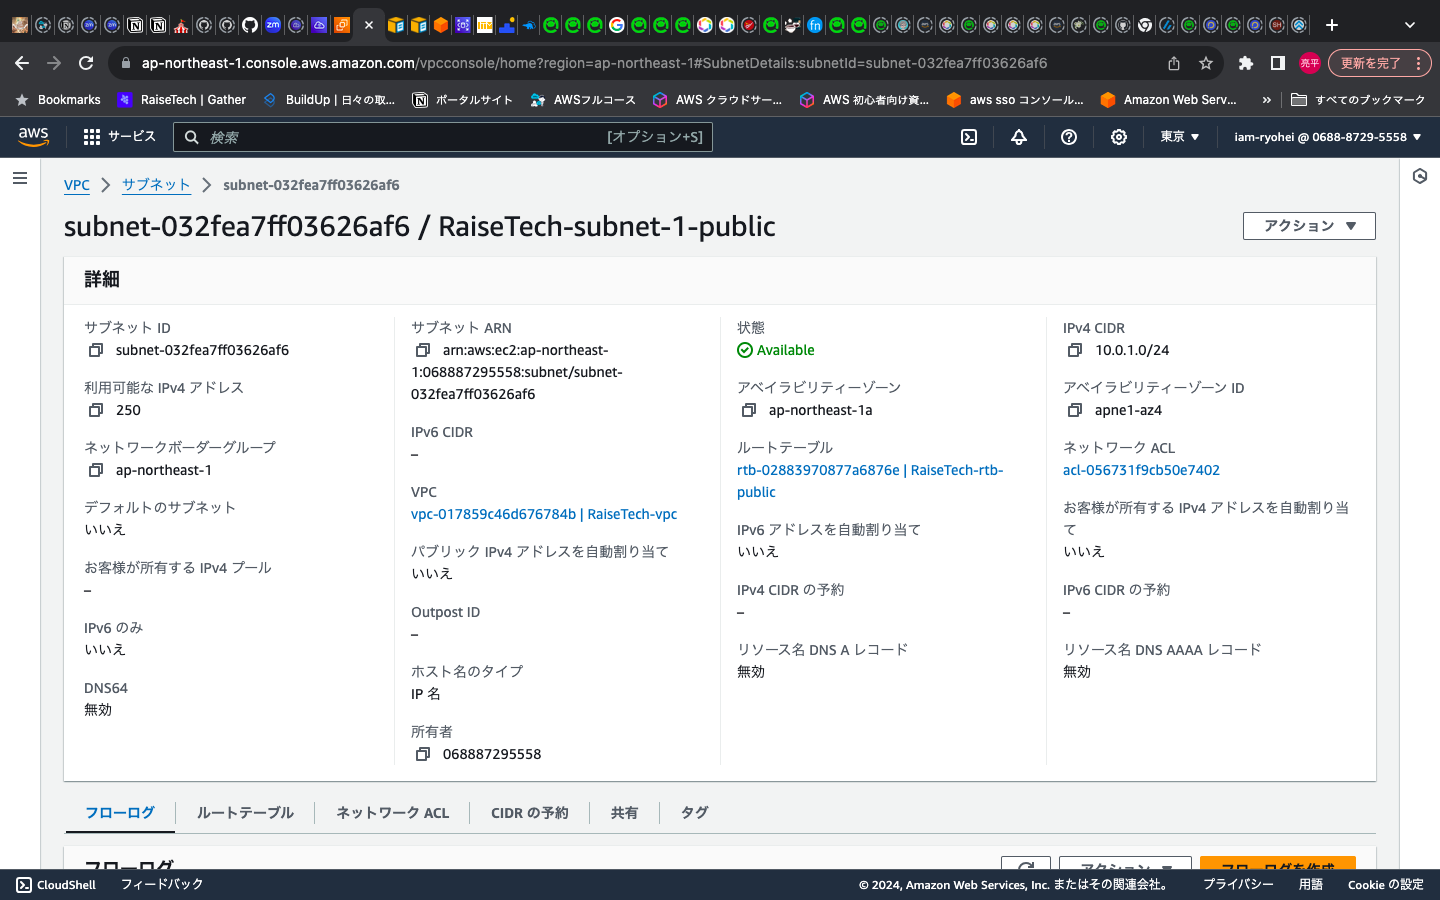 ap-northeast-1.console.aws.amazon.com/vpcconsole/home?region=ap-northeast-1#SubnetDetails:subnetId=subnet-032fea7ff03626af6
亮平
更新を完了
Bookmarks
RaiseTech | Gather
BuildUp | 日々の取...
ポータルサイト
AWSフルコース
AWS クラウドサー...
AWS 初心者向け資...
aws sso コンソール...
Amazon Web Serv...
»
すべてのブックマーク
aws
サービス
検索
[オプション+S]
東京
iam-ryohei @ 0688-8729-5558
VPC
サブネット
subnet-032fea7ff03626af6
subnet-032fea7ff03626af6 / RaiseTech-subnet-1-public
アクション
詳細
サブネット ID
subnet-032fea7ff03626af6
利用可能な IPv4 アドレス
250
ネットワークボーダーグループ
ap-northeast-1
デフォルトのサブネット
いいえ
お客様が所有する IPv4 プール
–
IPv6 のみ
いいえ
DNS64
無効
サブネット ARN
arn:aws:ec2:ap-northeast-
1:068887295558:subnet/subnet-
032fea7ff03626af6
IPv6 CIDR
–
VPC
vpc-017859c46d676784b | RaiseTech-vpc
パブリック IPv4 アドレスを自動割り当て
いいえ
Outpost ID
–
ホスト名のタイプ
IP 名
所有者
068887295558
状態
Available
アベイラビリティーゾーン
ap-northeast-1a
ルートテーブル
rtb-02883970877a6876e | RaiseTech-rtb-
public
IPv6 アドレスを自動割り当て
いいえ
IPv4 CIDR の予約
–
リソース名 DNS A レコード
無効
IPv4 CIDR
10.0.1.0/24
アベイラビリティーゾーン ID
apne1-az4
ネットワーク ACL
acl-056731f9cb50e7402
お客様が所有する IPv4 アドレスを自動割り当
て
いいえ
IPv6 CIDR の予約
–
リソース名 DNS AAAA レコード
無効
フローログ
ルートテーブル
ネットワーク ACL
CIDR の予約
共有
タグ
フローログ
アクション
フローログを作成
CloudShell
フィードバック
© 2024, Amazon Web Services, Inc. またはその関連会社。
プライバシー
用語
Cookie の設定